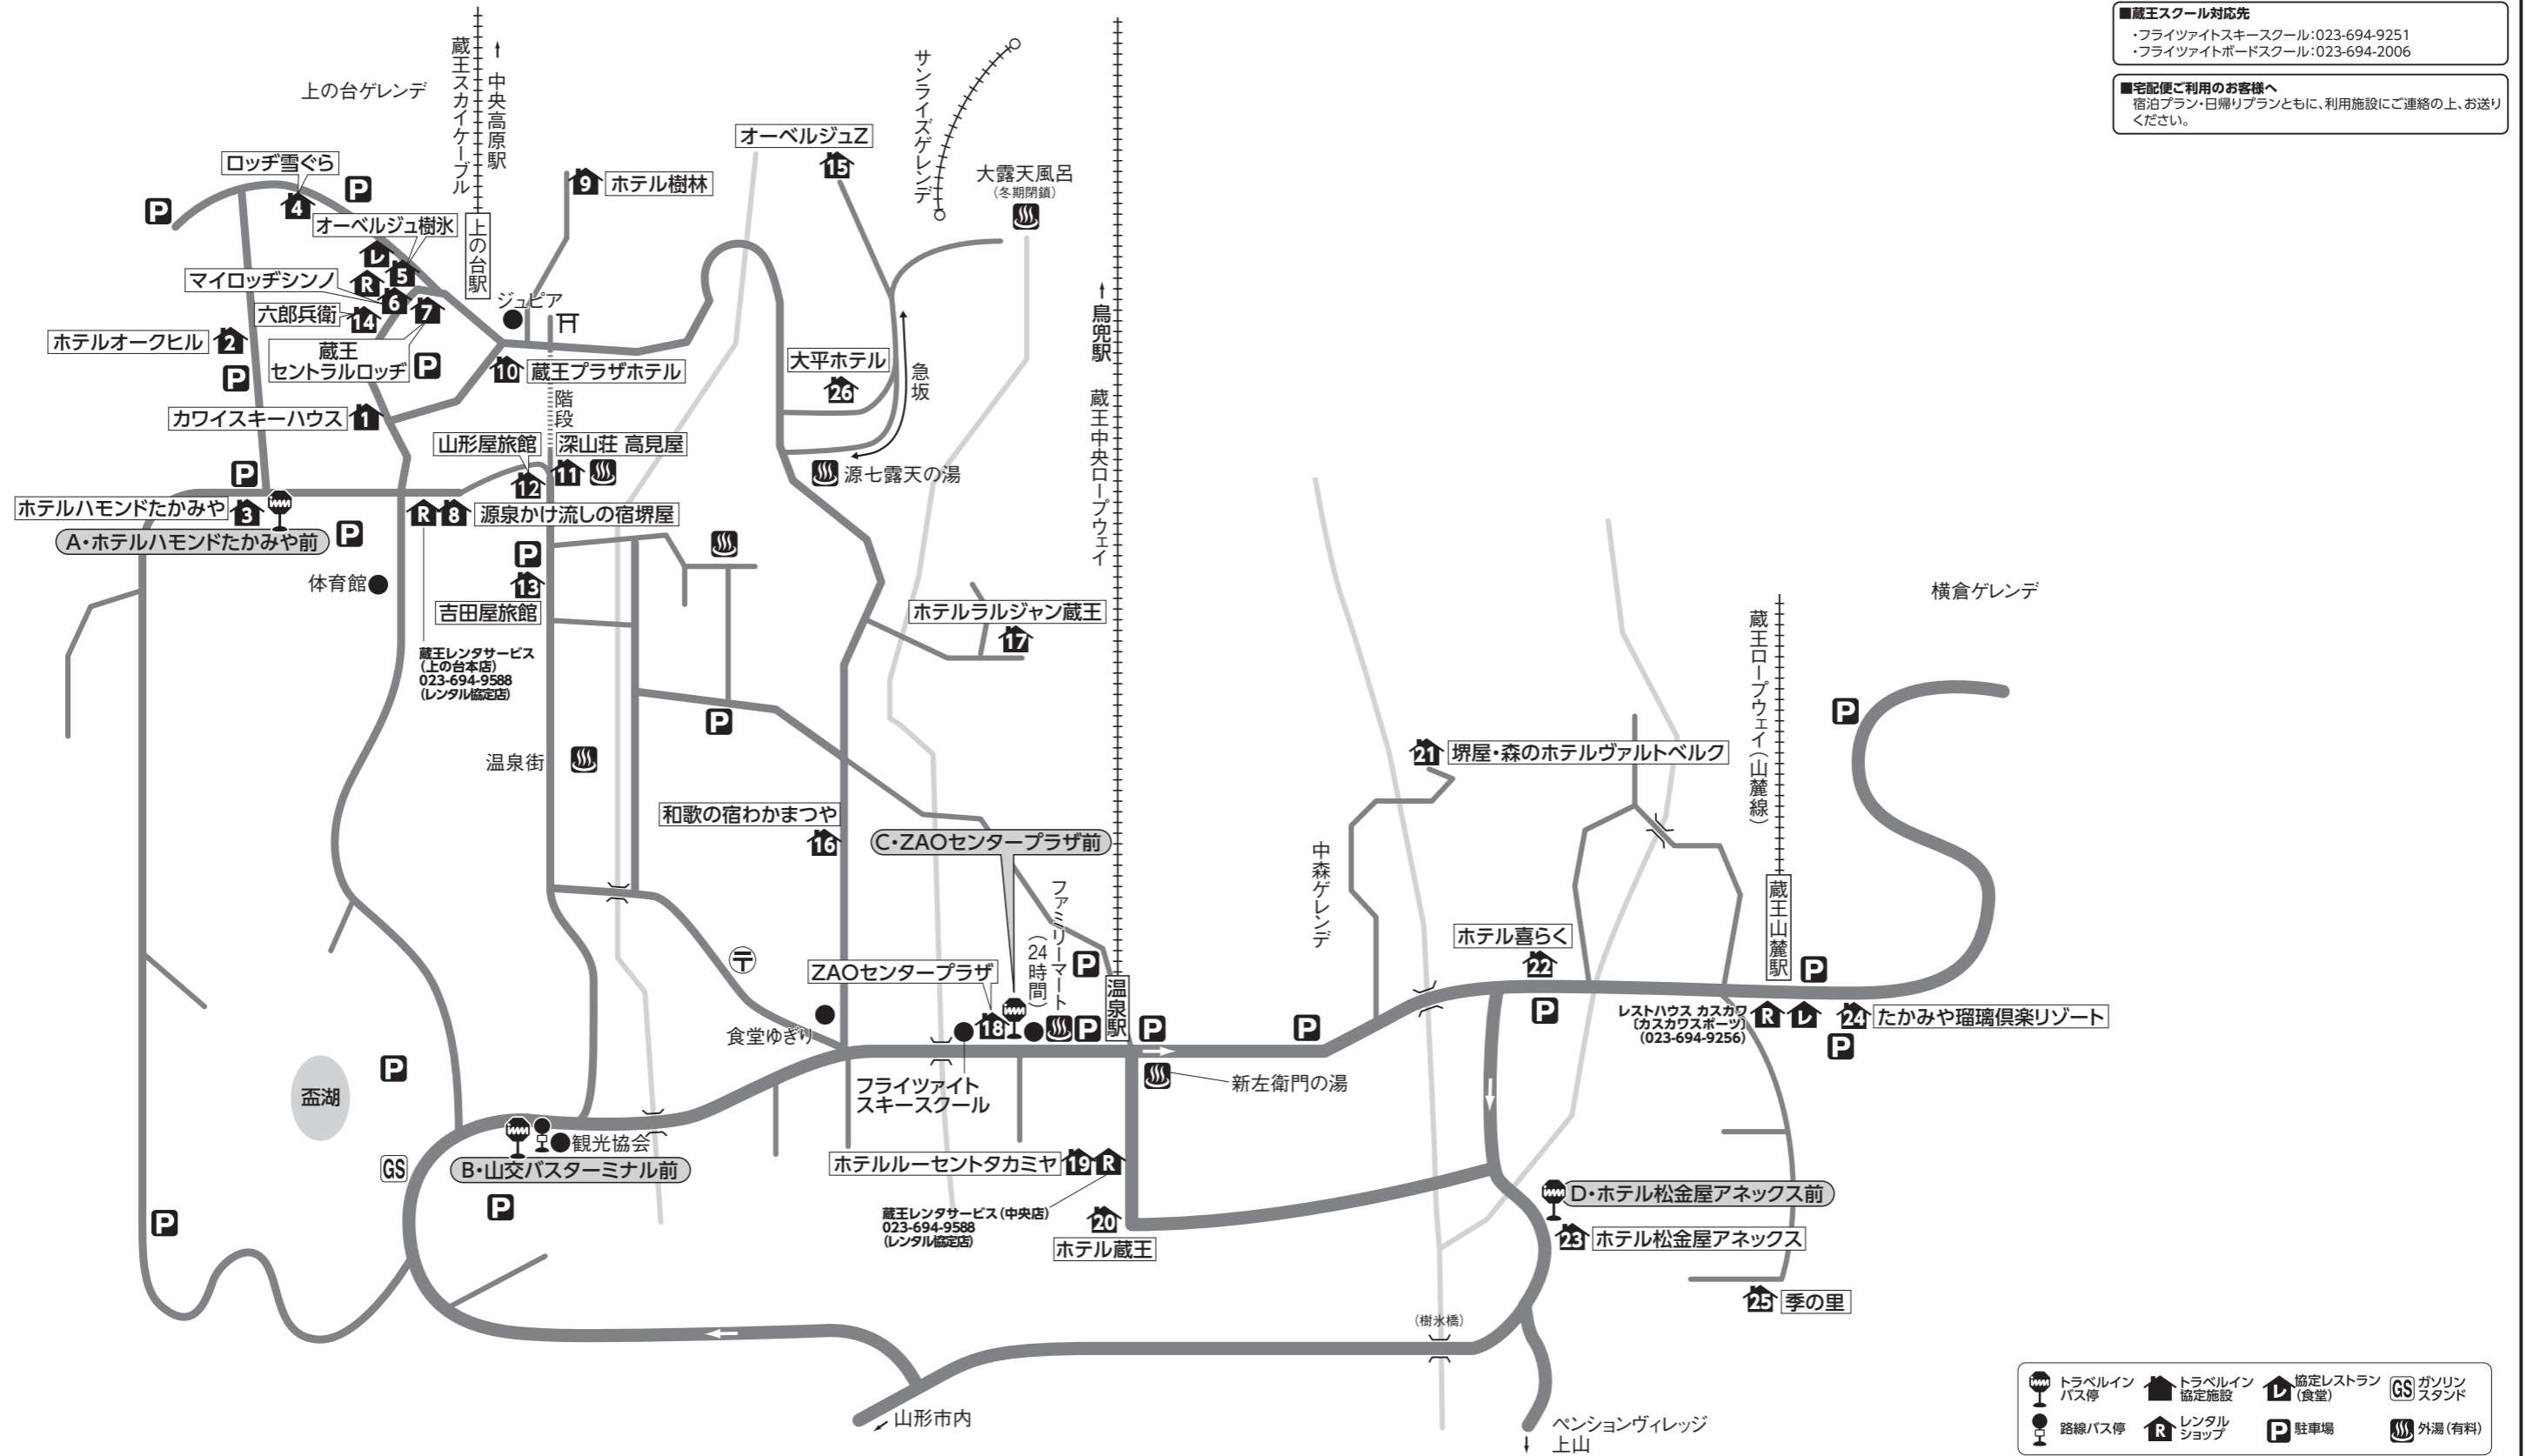 ■蔵王スクール対応先
・フライツァイトスキースクール：023-694-9251
・フライツァイトボードスクール：023-694-2006
■宅配便ご利用のお客様へ
宿泊プラン・日帰りプランともに、利用施設にご連絡の上、お送り
ください。
上の台ゲレンデ
蔵王スカイケーブル
中央高原駅
上の台駅
サンライズゲレンデ
大露天風呂
(冬期閉鎖)
オーベルジュZ
15
ロッヂ雪ぐら
4
P
P
9
ホテル樹林
オーベルジュ樹氷
レ
5
マイロッヂシンノ
R
6
7
六郎兵衛
14
ジュピア
ホテルオークヒル
2
蔵王
セントラルロッヂ
P
P
10
蔵王プラザホテル
階段
大平ホテル
26
急坂
鳥兜駅
蔵王中央ロープウェイ
カワイスキーハウス
1
山形屋旅館
12
深山荘 高見屋
11
源七露天の湯
P
ホテルハモンドたかみや
3
A・ホテルハモンドたかみや前
P
R
8
源泉かけ流しの宿堺屋
体育館
P
13
吉田屋旅館
蔵王レンタサービス
(上の台本店)
023-694-9588
(レンタル協定店)
ホテルラルジャン蔵王
17
横倉ゲレンデ
蔵王ロープウェイ(山麓線)
P
P
温泉街
21
堺屋・森のホテルヴァルトベルク
和歌の宿わかまつや
16
C・ZAOセンタープラザ前
中森ゲレンデ
ファミリーマート
(24時間)
P
温泉駅
蔵王山麓駅
P
ホテル喜らく
22
P
〒
ZAOセンタープラザ
18
P
P
P
食堂ゆぎり
レストハウス カスカワ
〔カスカワスポーツ〕
(023-694-9256)
R
レ
24
たかみや瑠璃倶楽リゾート
P
フライツァイト
スキースクール
新左衛門の湯
盃湖
P
観光協会
B・山交バスターミナル前
GS
P
P
ホテルルーセントタカミヤ
19
R
蔵王レンタサービス(中央店)
023-694-9588
(レンタル協定店)
20
ホテル蔵王
D・ホテル松金屋アネックス前
23
ホテル松金屋アネックス
25
季の里
(樹氷橋)
山形市内
ペンションヴィレッジ
上山
トラベルイン
バス停
トラベルイン
協定施設
レ
協定レストラン
(食堂)
GS
ガソリン
スタンド
路線バス停
R
レンタル
ショップ
P
駐車場
外湯(有料)